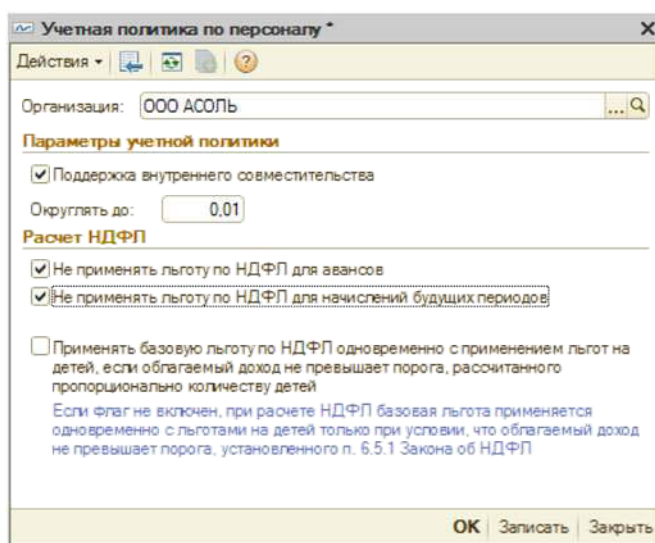 Учетная политика по персоналу *
Действия
Организация: ООО АСОЛЬ ...
Параметры учетной политики
Поддержка внутреннего совместительства
Округлять до: 0,01
Расчет НДФЛ
Не применять льготу по НДФЛ для авансов
Не применять льготу по НДФЛ для начислений будущих периодов
Применять базовую льготу по НДФЛ одновременно с применением льгот на
детей, если облагаемый доход не превышает порога, рассчитанного
пропорционально количеству детей
Если флаг не включен, при расчете НДФЛ базовая льгота применяется
одновременно с льготами на детей только при условии, что облагаемый доход
не превышает порога, установленного п. 6.5.1 Закона об НДФЛ
OK Записать Закрыть